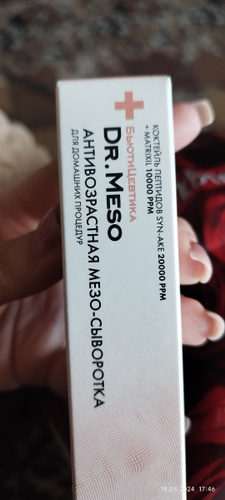 БьютиЦевтика
DR. MESO
АНТИВОЗРАСТНАЯ МЕЗО-СЫВОРОТКА
ДЛЯ ДОМАШНИХ ПРОЦЕДУР
КОКТЕЙЛЬ ПЕПТИДОВ SYN-AKE 20000 PPM
+ MATRIXIL 10000 PPM
19.05.2024 17:46